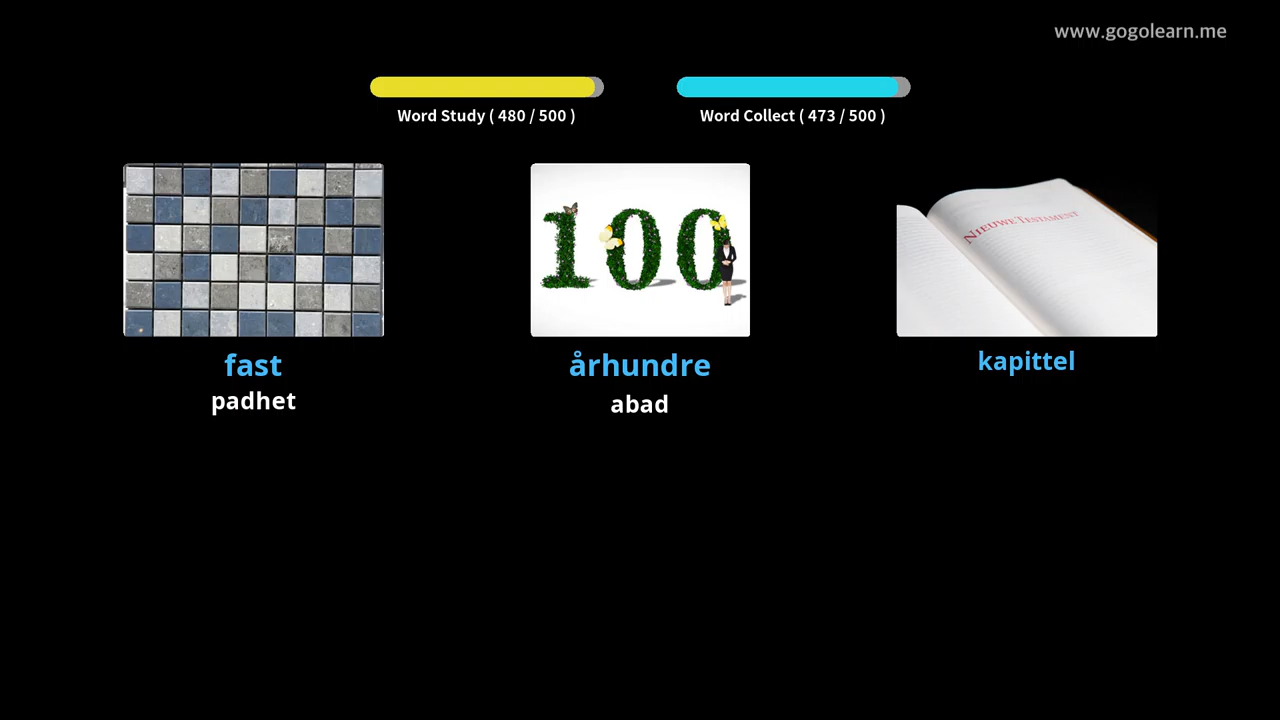 www.gogolearn.me
Word Study ( 480 / 500 )
Word Collect ( 473 / 500 )
100
NIEUWE TESTAMENT
fast
padhet
århundre
abad
kapittel